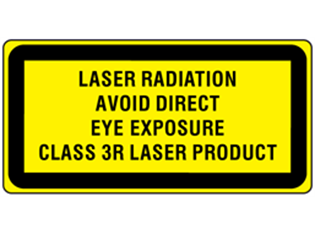 LASER RADIATION
AVOID DIRECT
EYE EXPOSURE
CLASS 3R LASER PRODUCT